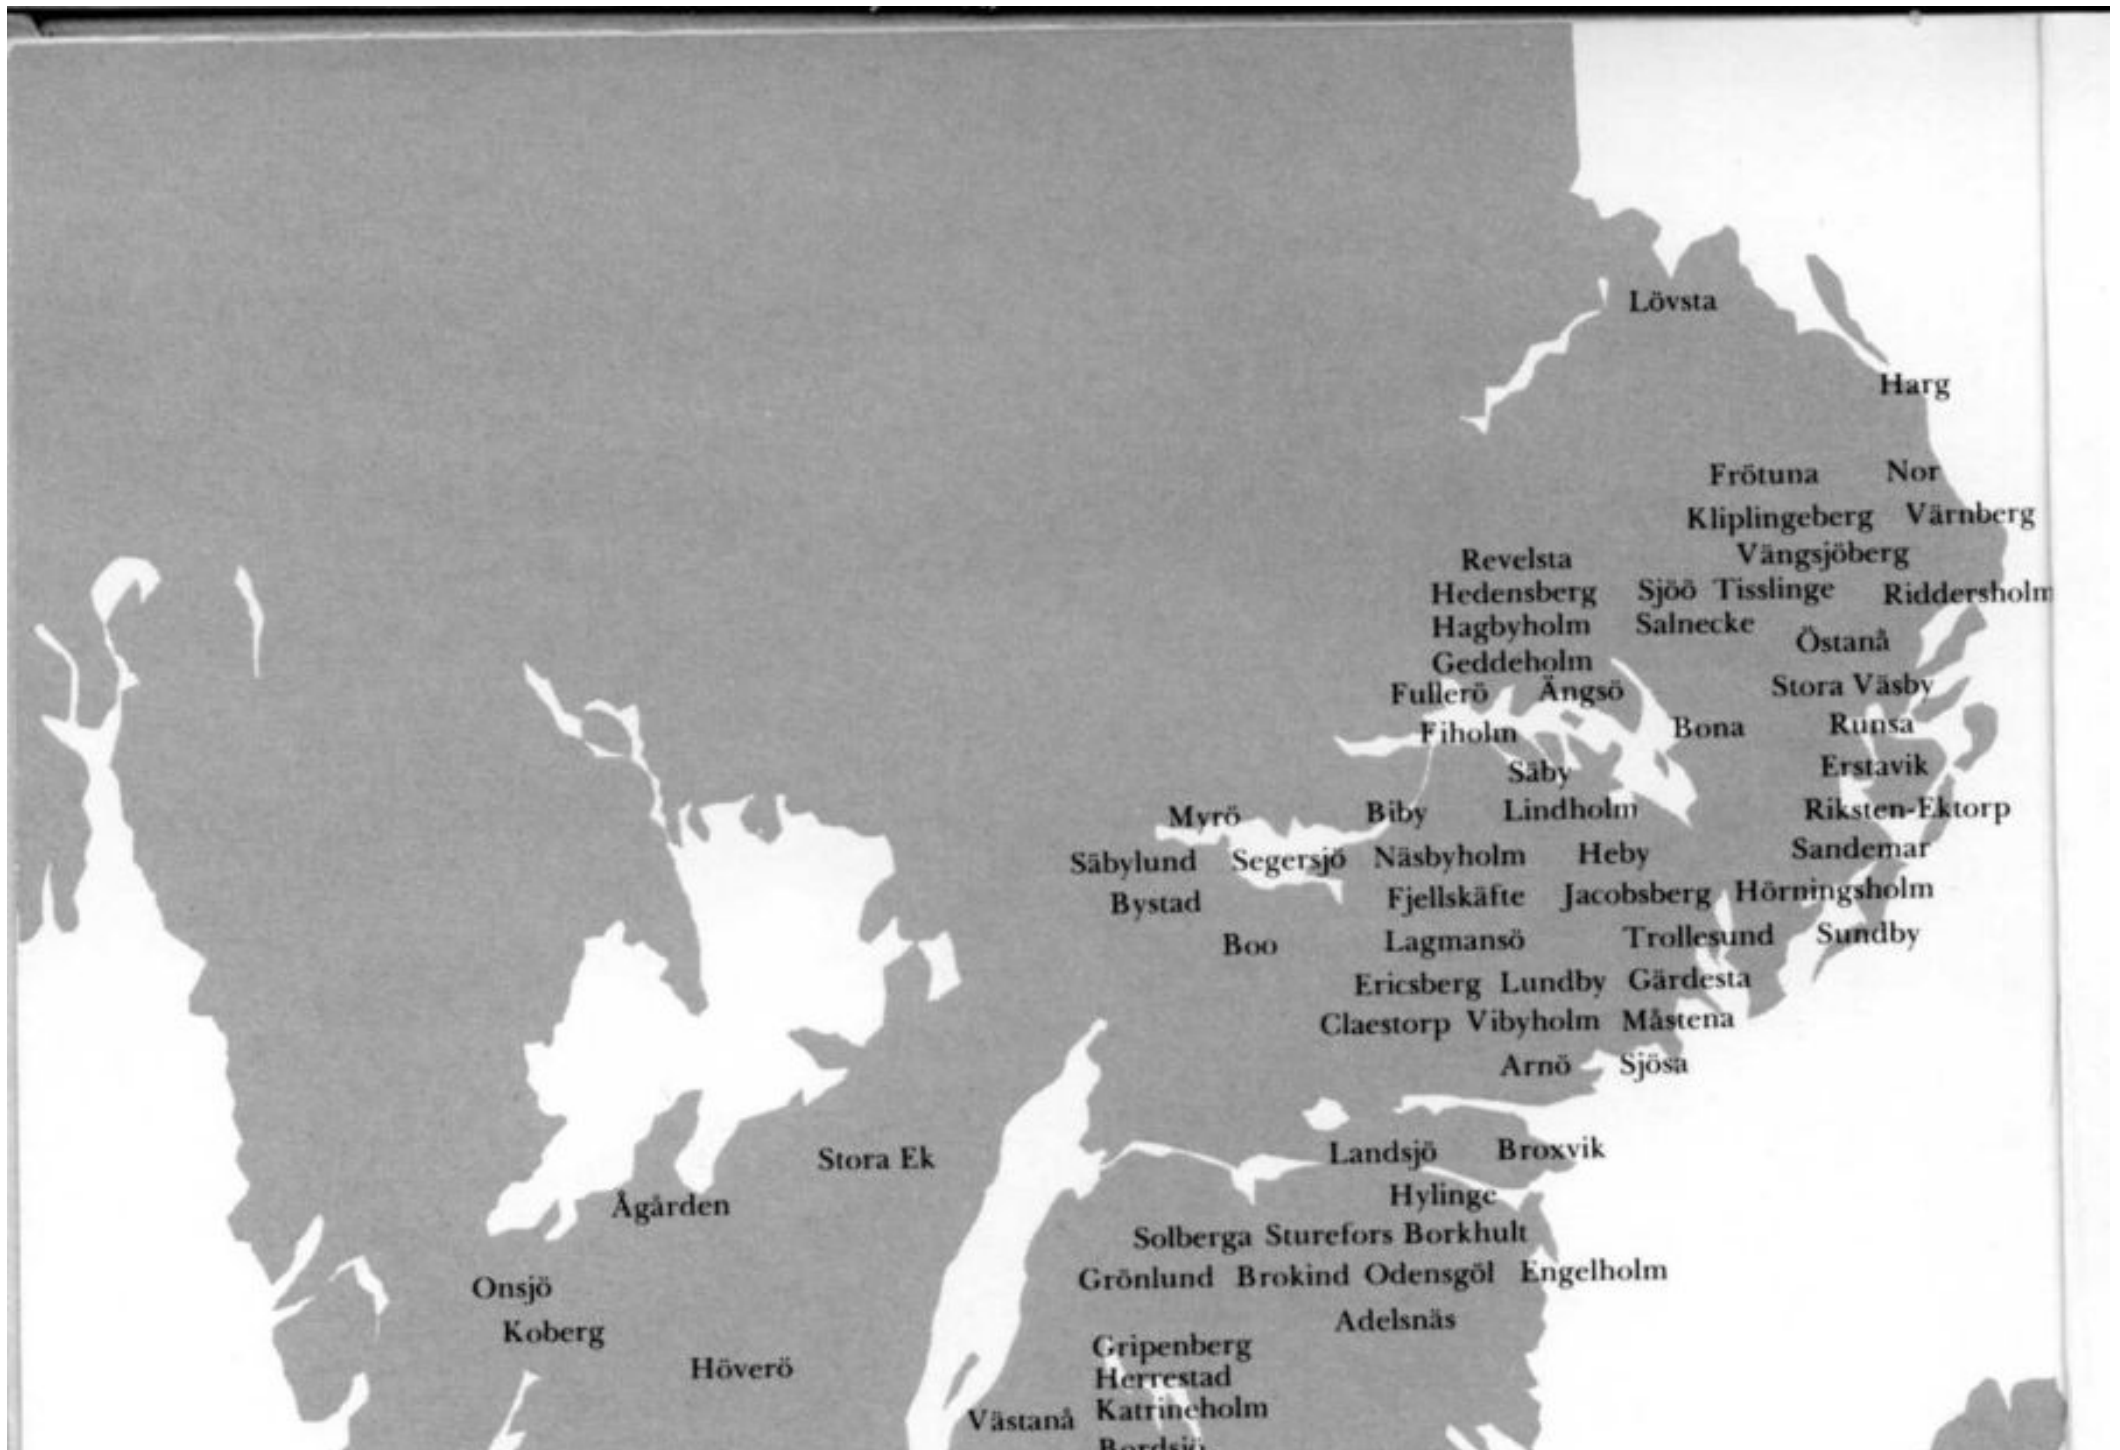 Lövsta
Harg
Frötuna Nor
Kliplingeberg Värnberg
Revelsta Vängsjöberg
Hedensberg Sjöö Tisslinge Riddersholm
Hagbyholm Salnecke Östanå
Geddeholm
Fullerö Ängsö Stora Väsby
Fiholm Bona Runsa
Säby Erstavik
Myrö Biby Lindholm Riksten-Ektorp
Säbylund Segersjö Näsbyholm Heby Sandemar
Bystad Fjellskäfte Jacobsberg Hörningsholm
Boo Lagmansö Trollesund Sundby
Ericsberg Lundby Gärdesta
Claestorp Vibyholm Måstena
Arnö Sjösa
Stora Ek Landsjö Broxvik
Ågården Hylinge
Solberga Sturefors Borkhult
Onsjö Grönlund Brokind Odensgöl Engelholm
Koberg Adelsnäs
Gripenberg
Höverö Herrestad
Västanå Katrineholm